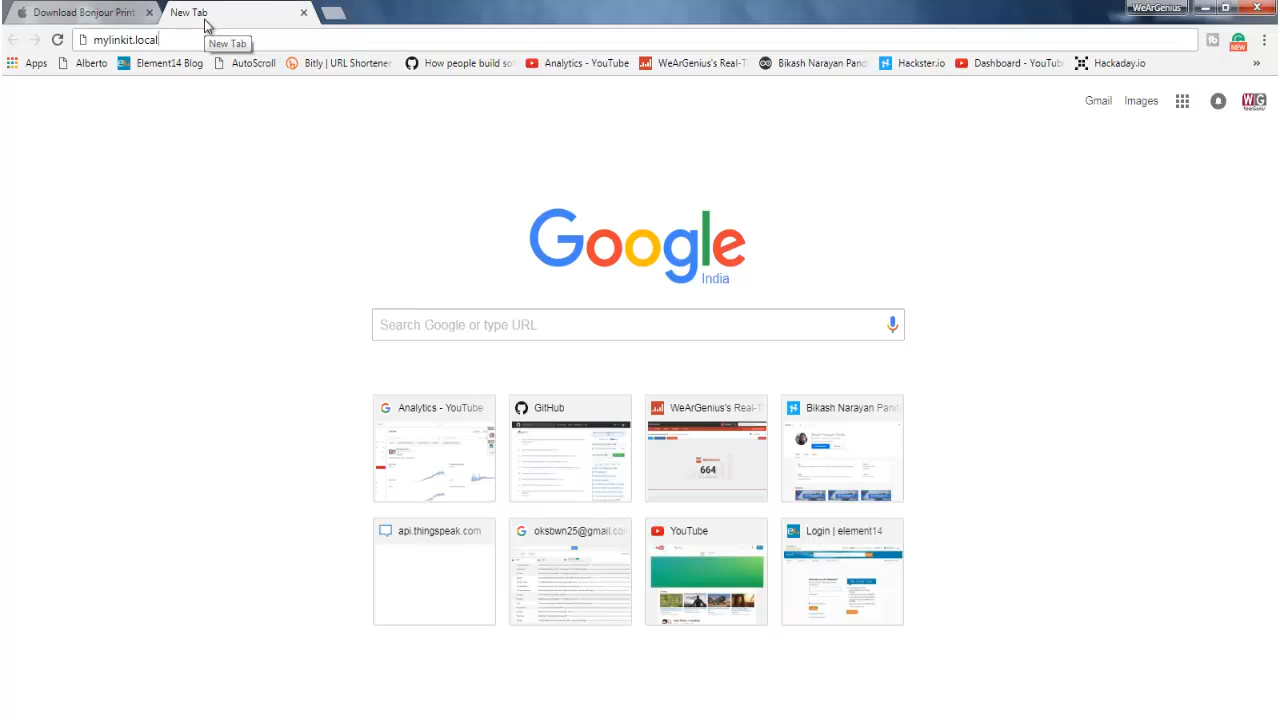 Download Bonjour Print
New Tab
WeArGenius
mylinkit.local
New Tab
NEW
Apps
Alberto
Element14 Blog
AutoScroll
Bitly | URL Shortener
How people build so
Analytics - YouTube
WeArGenius's Real-T
Bikash Narayan Pand
Hackster.io
Dashboard - YouTub
Hackaday.io
»
Gmail
Images
WG
Google
India
Search Google or type URL
Analytics - YouTube
GitHub
WeArGenius's Real-Ti
Bikash Narayan Pand
664
api.thingspeak.com
oksbwn25@gmail.com
YouTube
Login | element14